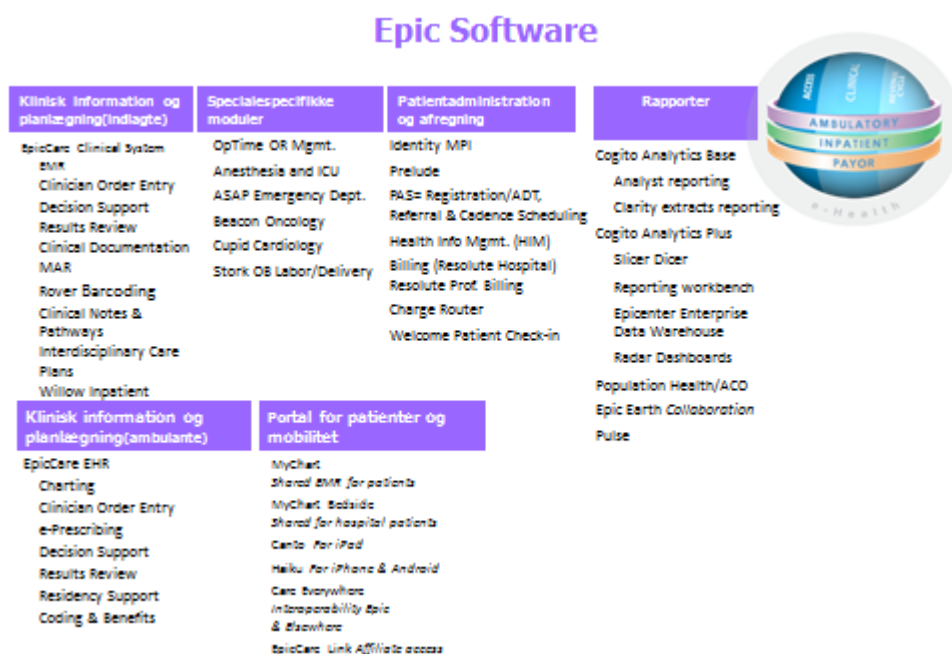 Epic Software
Klinisk information og
planlægning(indlagte)
EpicCare Clinical System
EMR
Clinician Order Entry
Decision Support
Results Review
Clinical Documentation
MAR
Rover Barcoding
Clinical Notes &
Pathways
Interdisciplinary Care
Plans
Willow Inpatient
Specialespecifikke
moduler
OpTime OR Mgmt.
Anesthesia and ICU
ASAP Emergency Dept.
Beacon Oncology
Cupid Cardiology
Stork OB Labor/Delivery
Patientadministration
og afregning
Identity MPI
Prelude
PAS= Registration/ADT,
Referral & Cadence Scheduling
Health Info Mgmt. (HIM)
Billing (Resolute Hospital)
Resolute Prof. Billing
Charge Router
Welcome Patient Check-in
Rapporter
Cogito Analytics Base
Analyst reporting
Clarity extracts reporting
Cogito Analytics Plus
Slicer Dicer
Reporting workbench
Epicenter Enterprise
Data Warehouse
Radar Dashboards
Population Health/ACO
Epic Earth Collaboration
Pulse
ACCESS
CLINICAL
REVENUE
CYCLE
AMBULATORY
INPATIENT
PAYOR
e-Health
Klinisk information og
planlægning(ambulante)
EpicCare EHR
Charting
Clinician Order Entry
e-Prescribing
Decision Support
Results Review
Residency Support
Coding & Benefits
Portal for patienter og
mobilitet
MyChart
Shared EMR for patients
MyChart Bedside
Shared for hospital patients
Canto For iPad
Haiku For iPhone & Android
Care Everywhere
Interoperability Epic
& Elsewhere
EpicCare Link Affiliate access